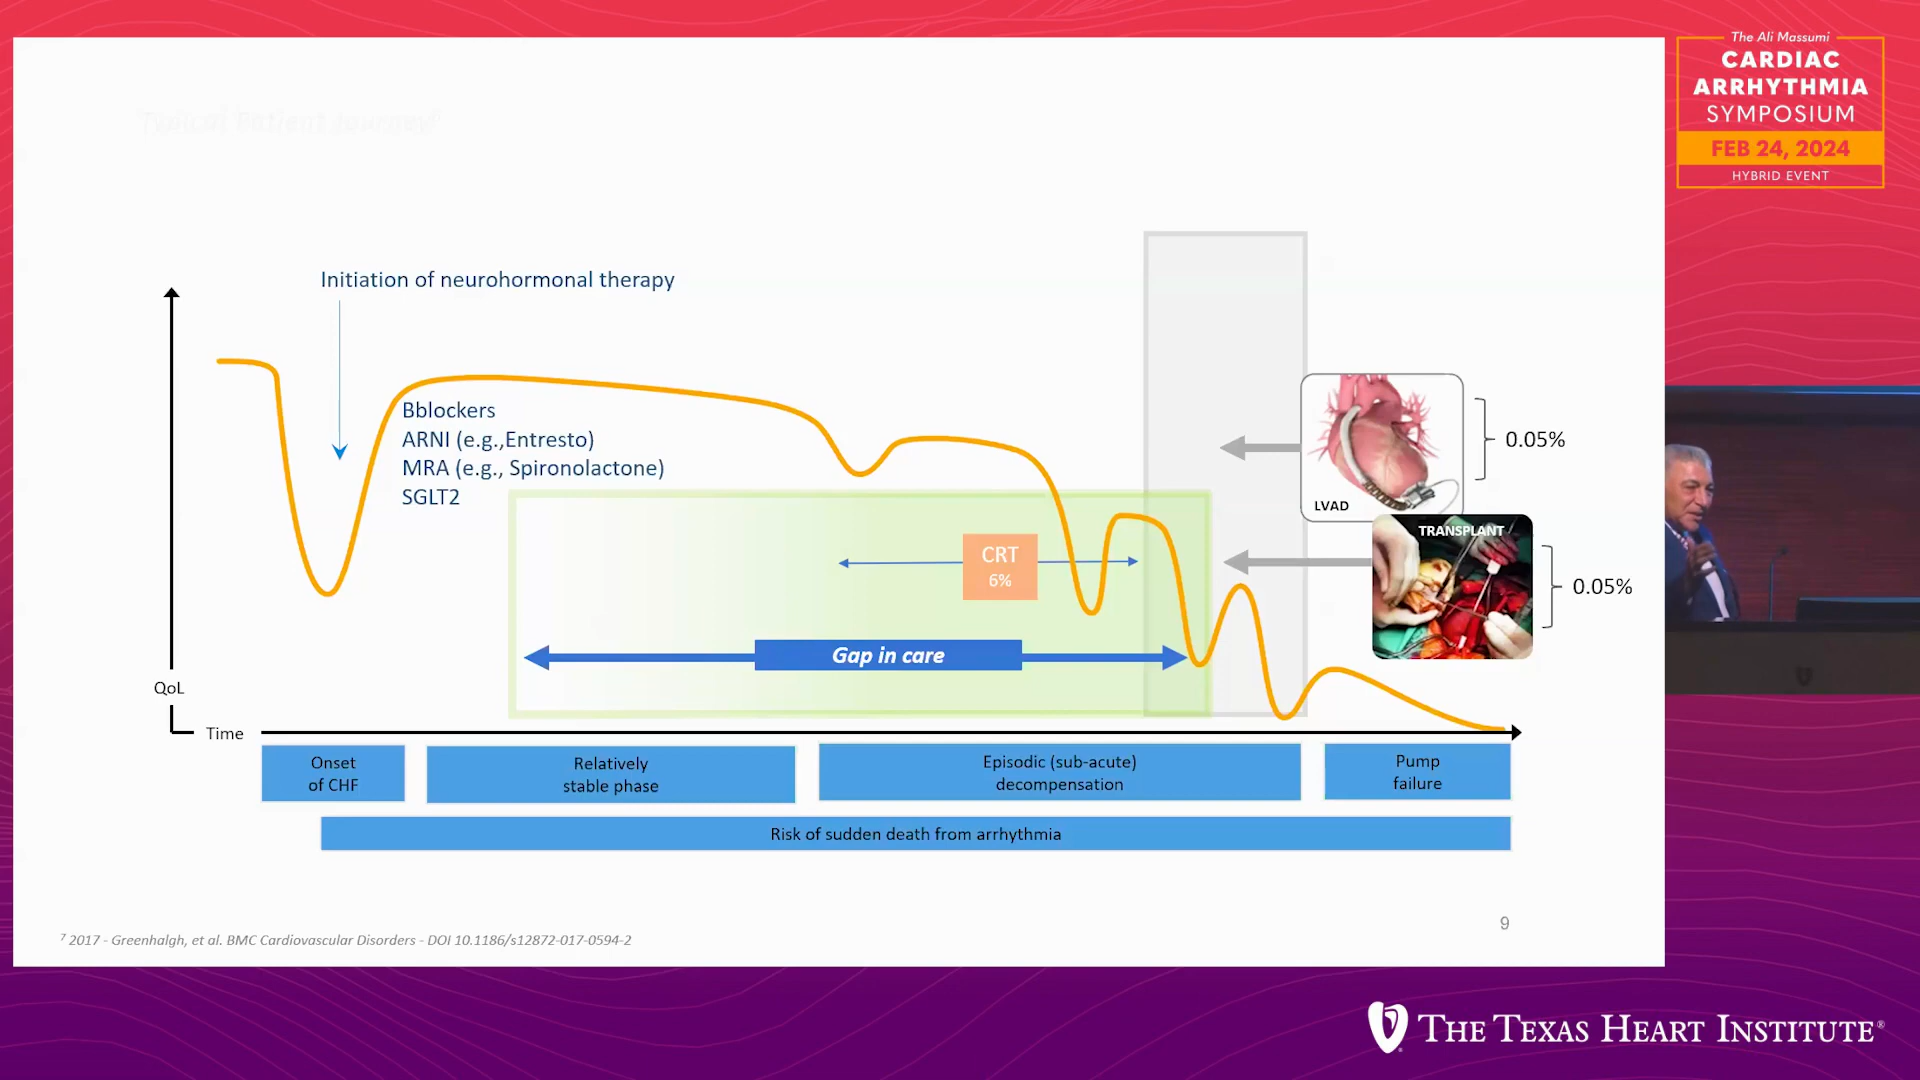 The Ali Massumi
CARDIAC
ARRHYTHMIA
SYMPOSIUM
FEB 24, 2024
HYBRID EVENT
Typical Patient Journey
Initiation of neurohormonal therapy
Bblockers
ARNI (e.g.,Entresto)
MRA (e.g., Spironolactone)
SGLT2
LVAD
0.05%
TRANSPLANT
0.05%
CRT
6%
Gap in care
QoL
Time
Onset
of CHF
Relatively
stable phase
Episodic (sub-acute)
decompensation
Pump
failure
Risk of sudden death from arrhythmia
9
7 2017 - Greenhalgh, et al. BMC Cardiovascular Disorders - DOI 10.1186/s12872-017-0594-2
THE TEXAS HEART INSTITUTE®